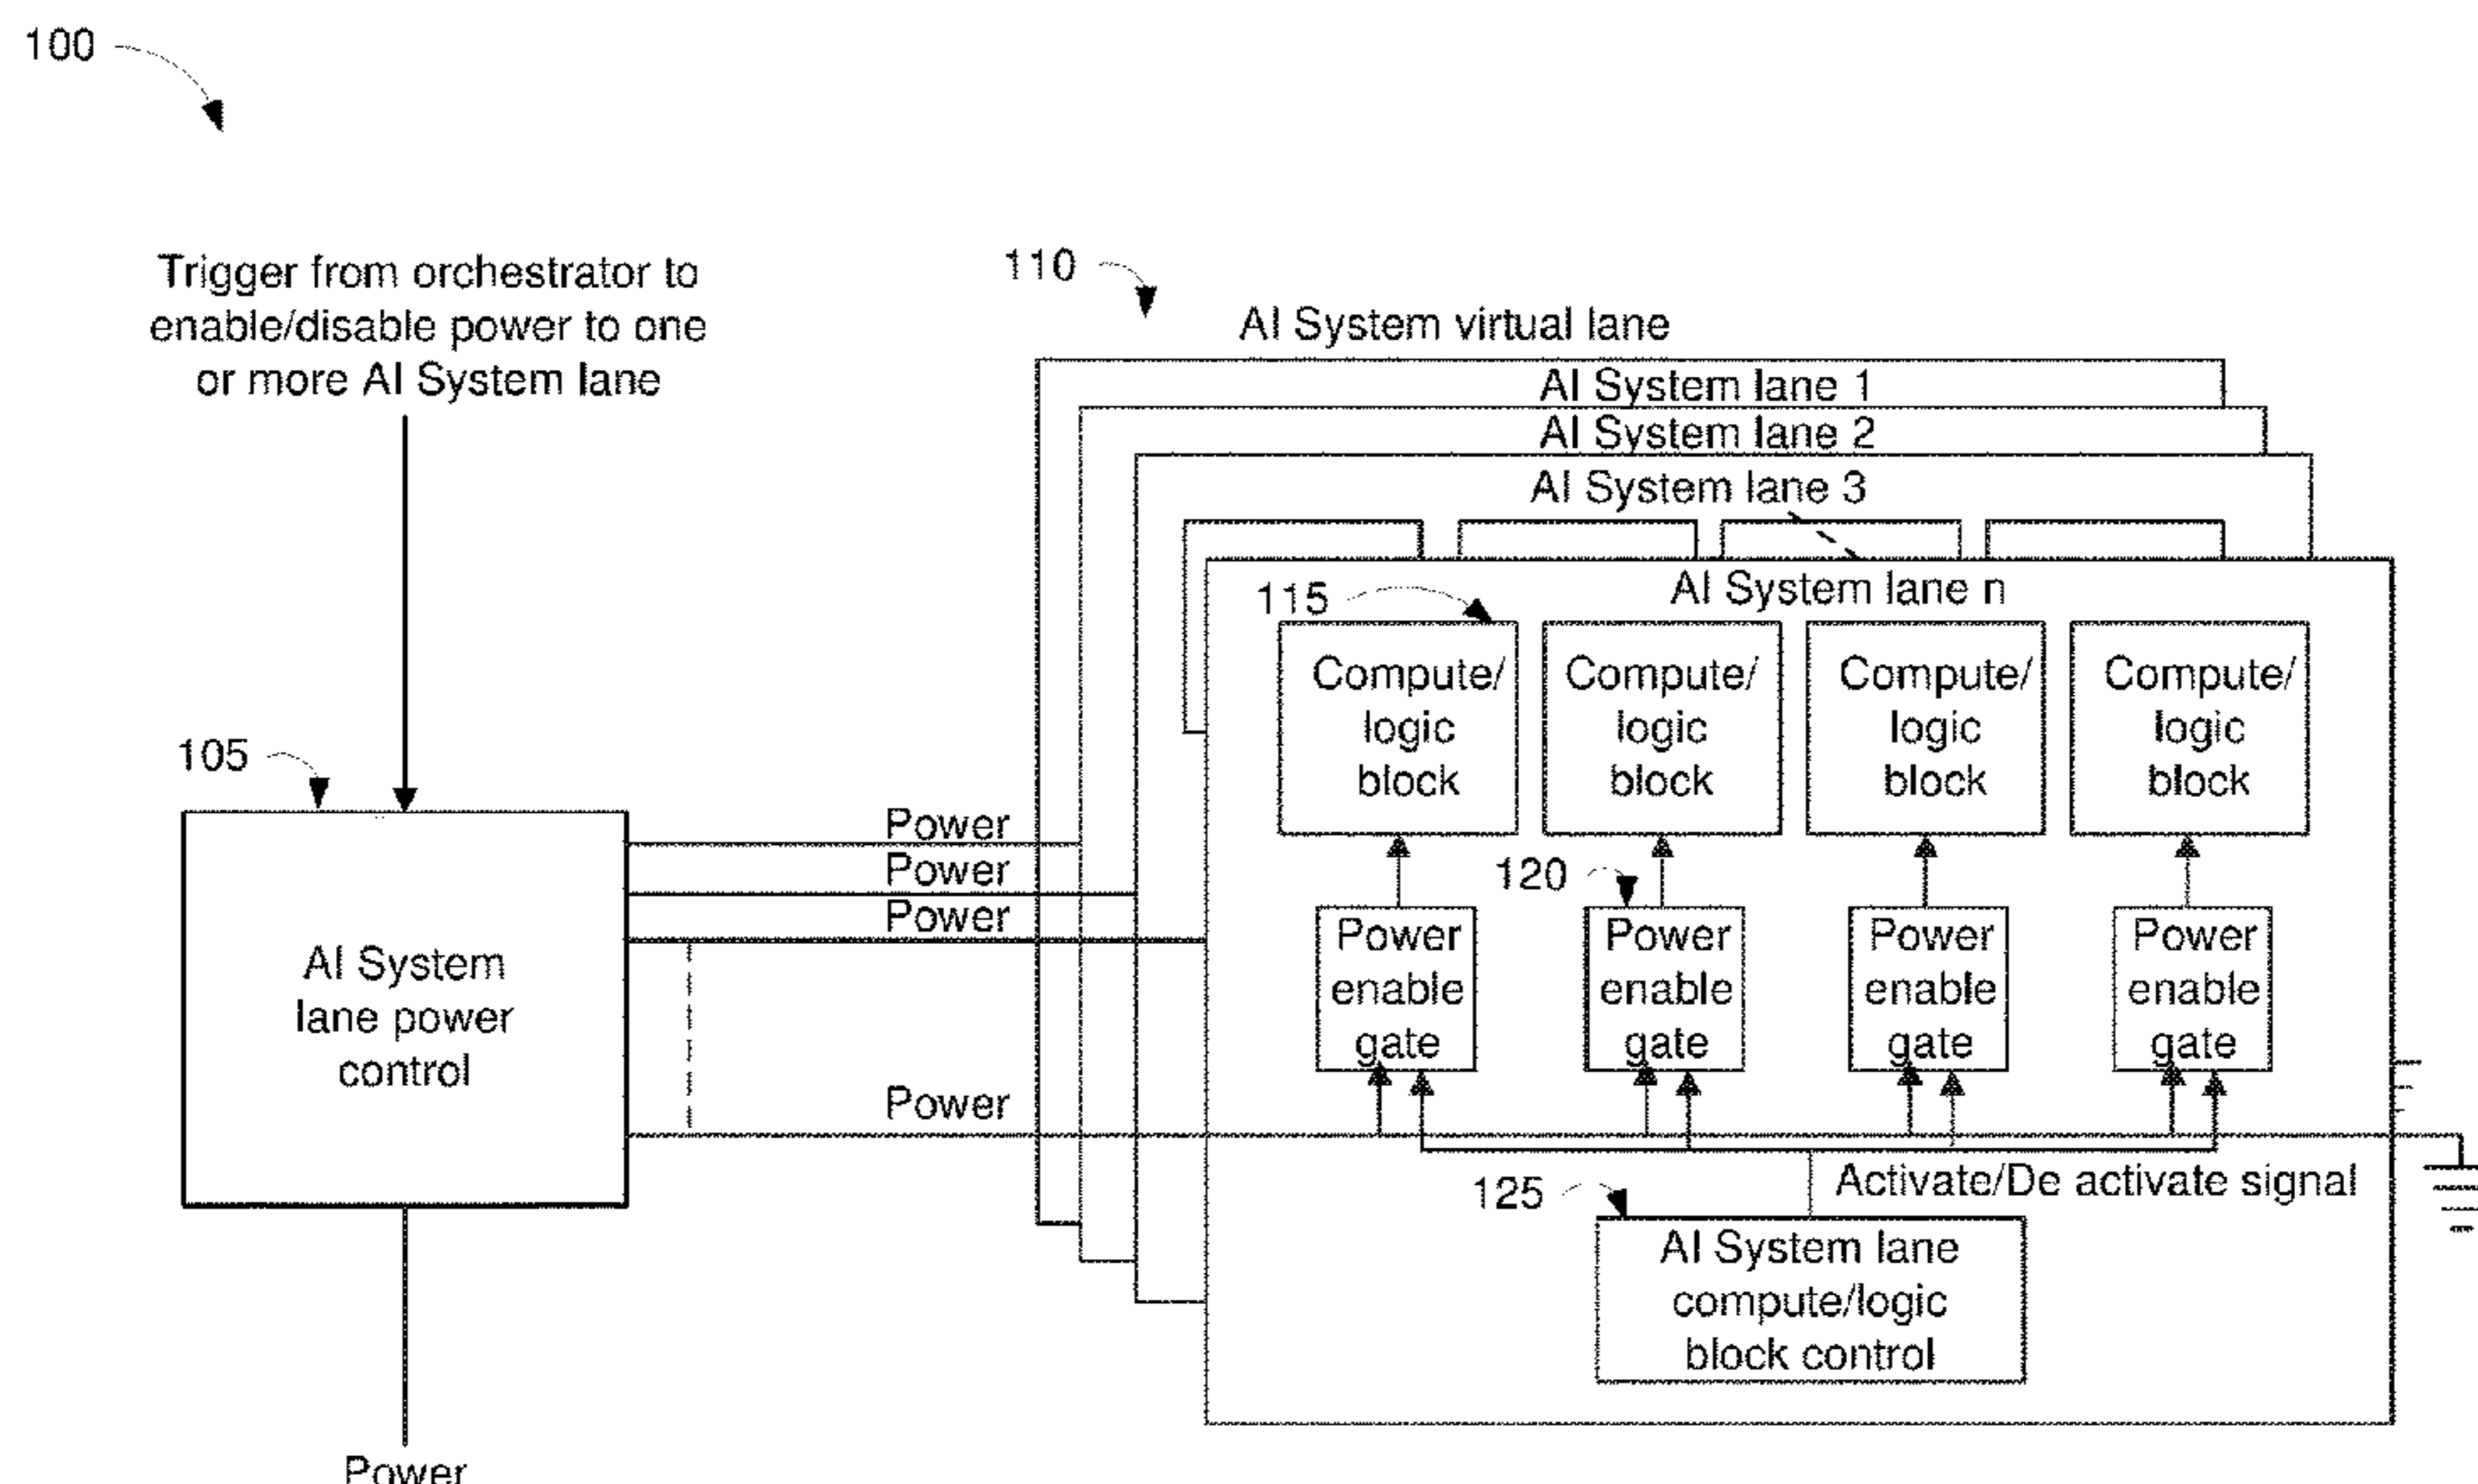 100
Trigger from orchestrator to
enable/disable power to one
or more AI System lane
105
AI System
lane power
control
Power
Power
Power
Power
Power
110
AI System virtual lane
AI System lane 1
AI System lane 2
AI System lane 3
AI System lane n
115
Compute/
logic
block
Compute/
logic
block
Compute/
logic
block
Compute/
logic
block
120
Power
enable
gate
Power
enable
gate
Power
enable
gate
Power
enable
gate
Activate/De activate signal
125
AI System lane
compute/logic
block control